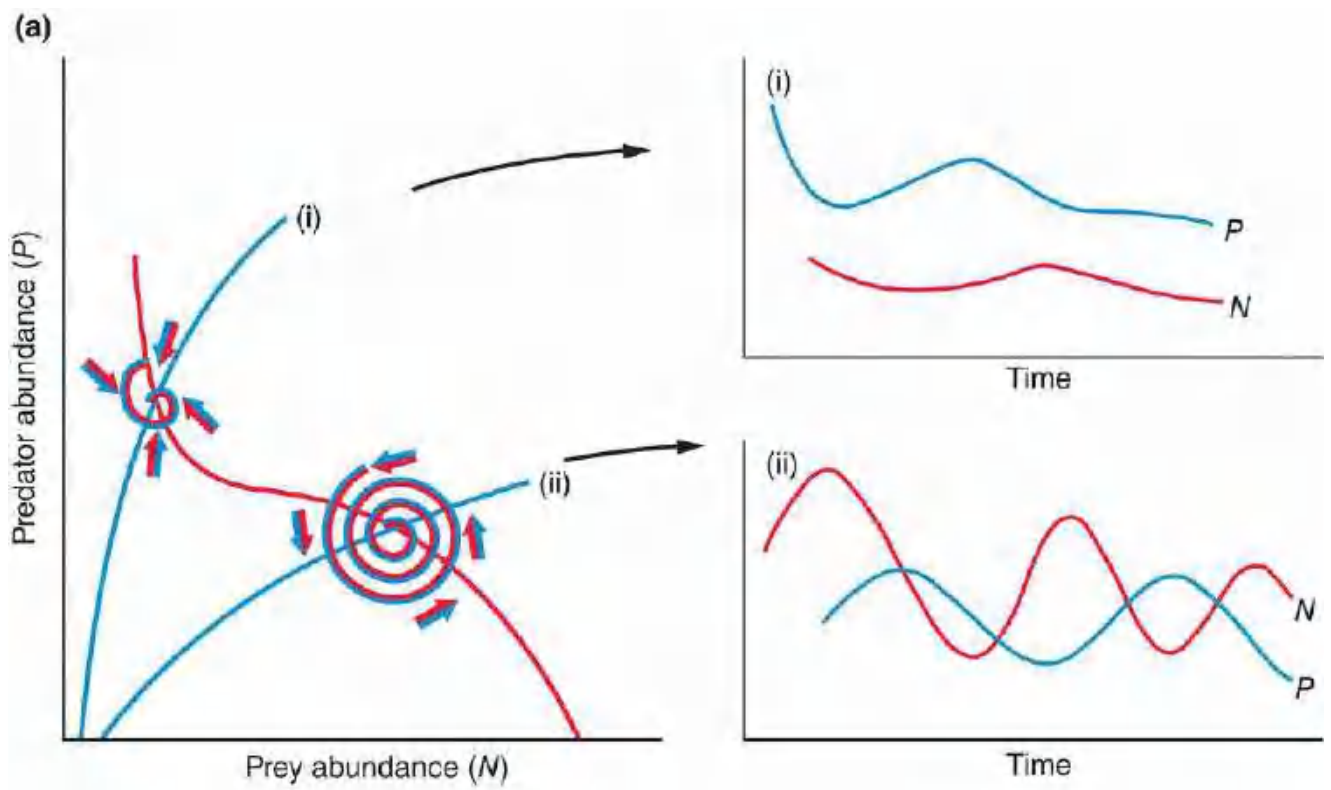 (a)
Predator abundance (P)
Prey abundance (N)
(i)
(ii)
(i)
P
N
Time
(ii)
N
P
Time